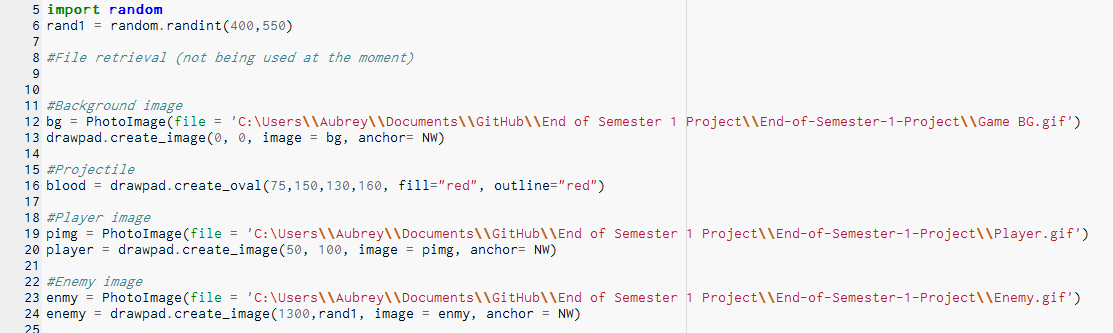 5 import random
6 rand1 = random.randint(400,550)
7
8 #File retrieval (not being used at the moment)
9
10
11 #Background image
12 bg = PhotoImage(file = 'C:\Users\\Aubrey\\Documents\\GitHub\\End of Semester 1 Project\\End-of-Semester-1-Project\\Game BG.gif')
13 drawpad.create_image(0, 0, image = bg, anchor= NW)
14
15 #Projectile
16 blood = drawpad.create_oval(75,150,130,160, fill="red", outline="red")
17
18 #Player image
19 pimg = PhotoImage(file = 'C:\Users\\Aubrey\\Documents\\GitHub\\End of Semester 1 Project\\End-of-Semester-1-Project\\Player.gif')
20 player = drawpad.create_image(50, 100, image = pimg, anchor= NW)
21
22 #Enemy image
23 enmy = PhotoImage(file = 'C:\Users\\Aubrey\\Documents\\GitHub\\End of Semester 1 Project\\End-of-Semester-1-Project\\Enemy.gif')
24 enemy = drawpad.create_image(1300,rand1, image = enmy, anchor = NW)
25